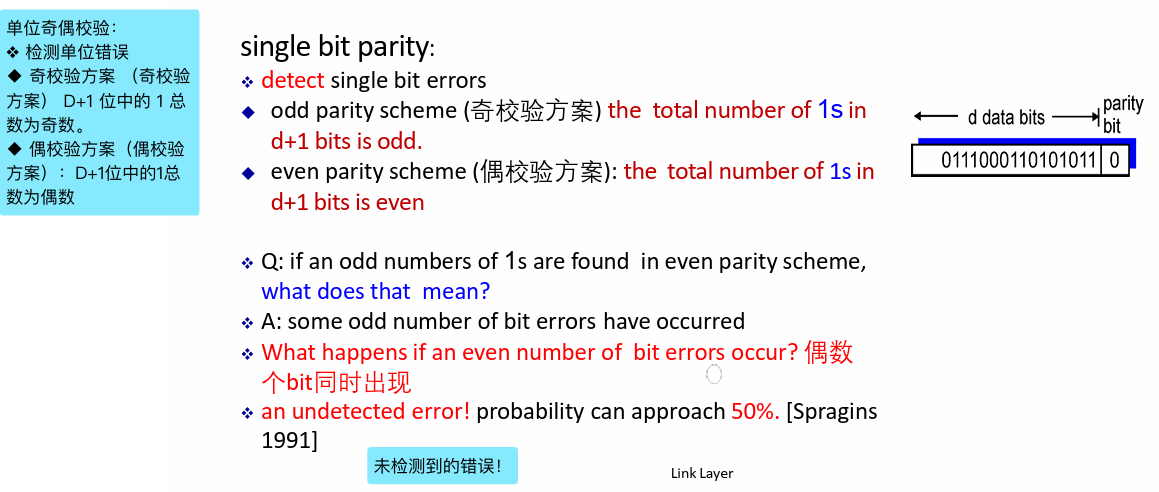 单位奇偶校验：
❖ 检测单位错误
◆ 奇校验方案 （奇校验
方案） D+1 位中的 1 总
数为奇数。
◆ 偶校验方案（偶校验
方案）：D+1位中的1总
数为偶数
single bit parity:
❖ detect single bit errors
◆ odd parity scheme (奇校验方案) the total number of 1s in
d+1 bits is odd.
◆ even parity scheme (偶校验方案): the total number of 1s in
d+1 bits is even
❖ Q: if an odd numbers of 1s are found in even parity scheme,
what does that mean?
❖ A: some odd number of bit errors have occurred
❖ What happens if an even number of bit errors occur? 偶数
个bit同时出现
❖ an undetected error! probability can approach 50%. [Spragins
1991]
未检测到的错误！
Link Layer
d data bits
parity
bit
0111000110101011 0